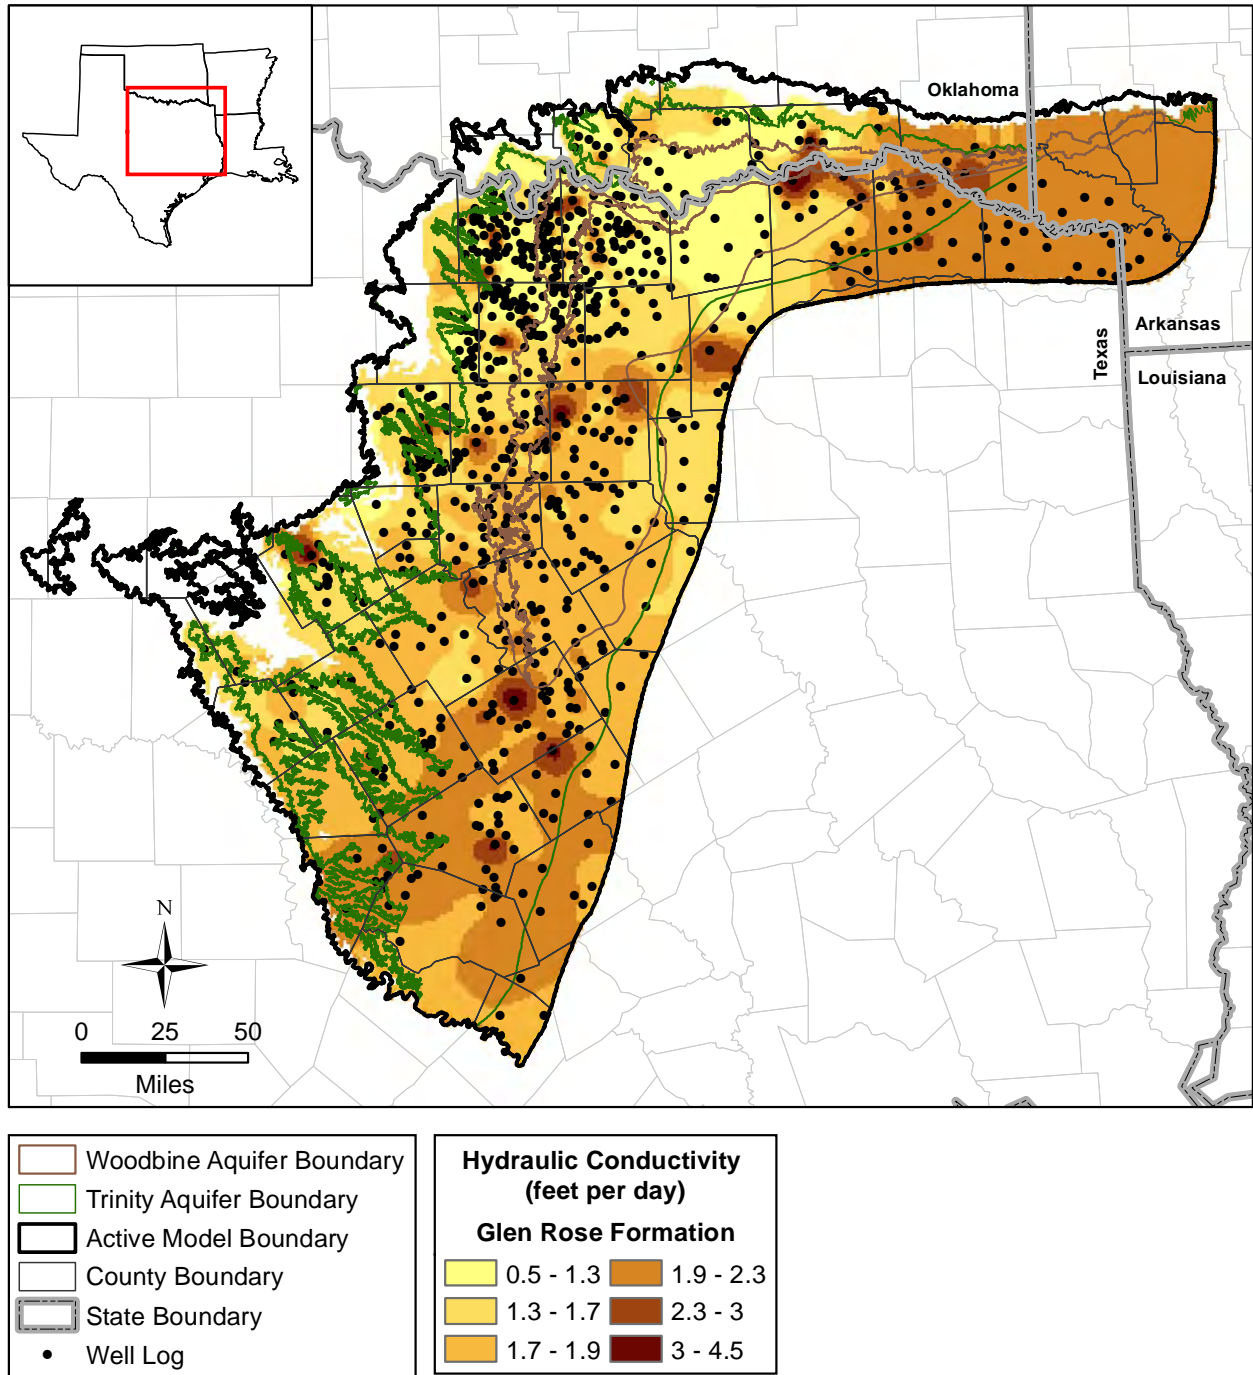 Oklahoma
Arkansas
Texas
Louisiana
N
0 25 50
Miles
Woodbine Aquifer Boundary
Trinity Aquifer Boundary
Active Model Boundary
County Boundary
State Boundary
Well Log
Hydraulic Conductivity
(feet per day)
Glen Rose Formation
0.5 - 1.3 1.9 - 2.3
1.3 - 1.7 2.3 - 3
1.7 - 1.9 3 - 4.5